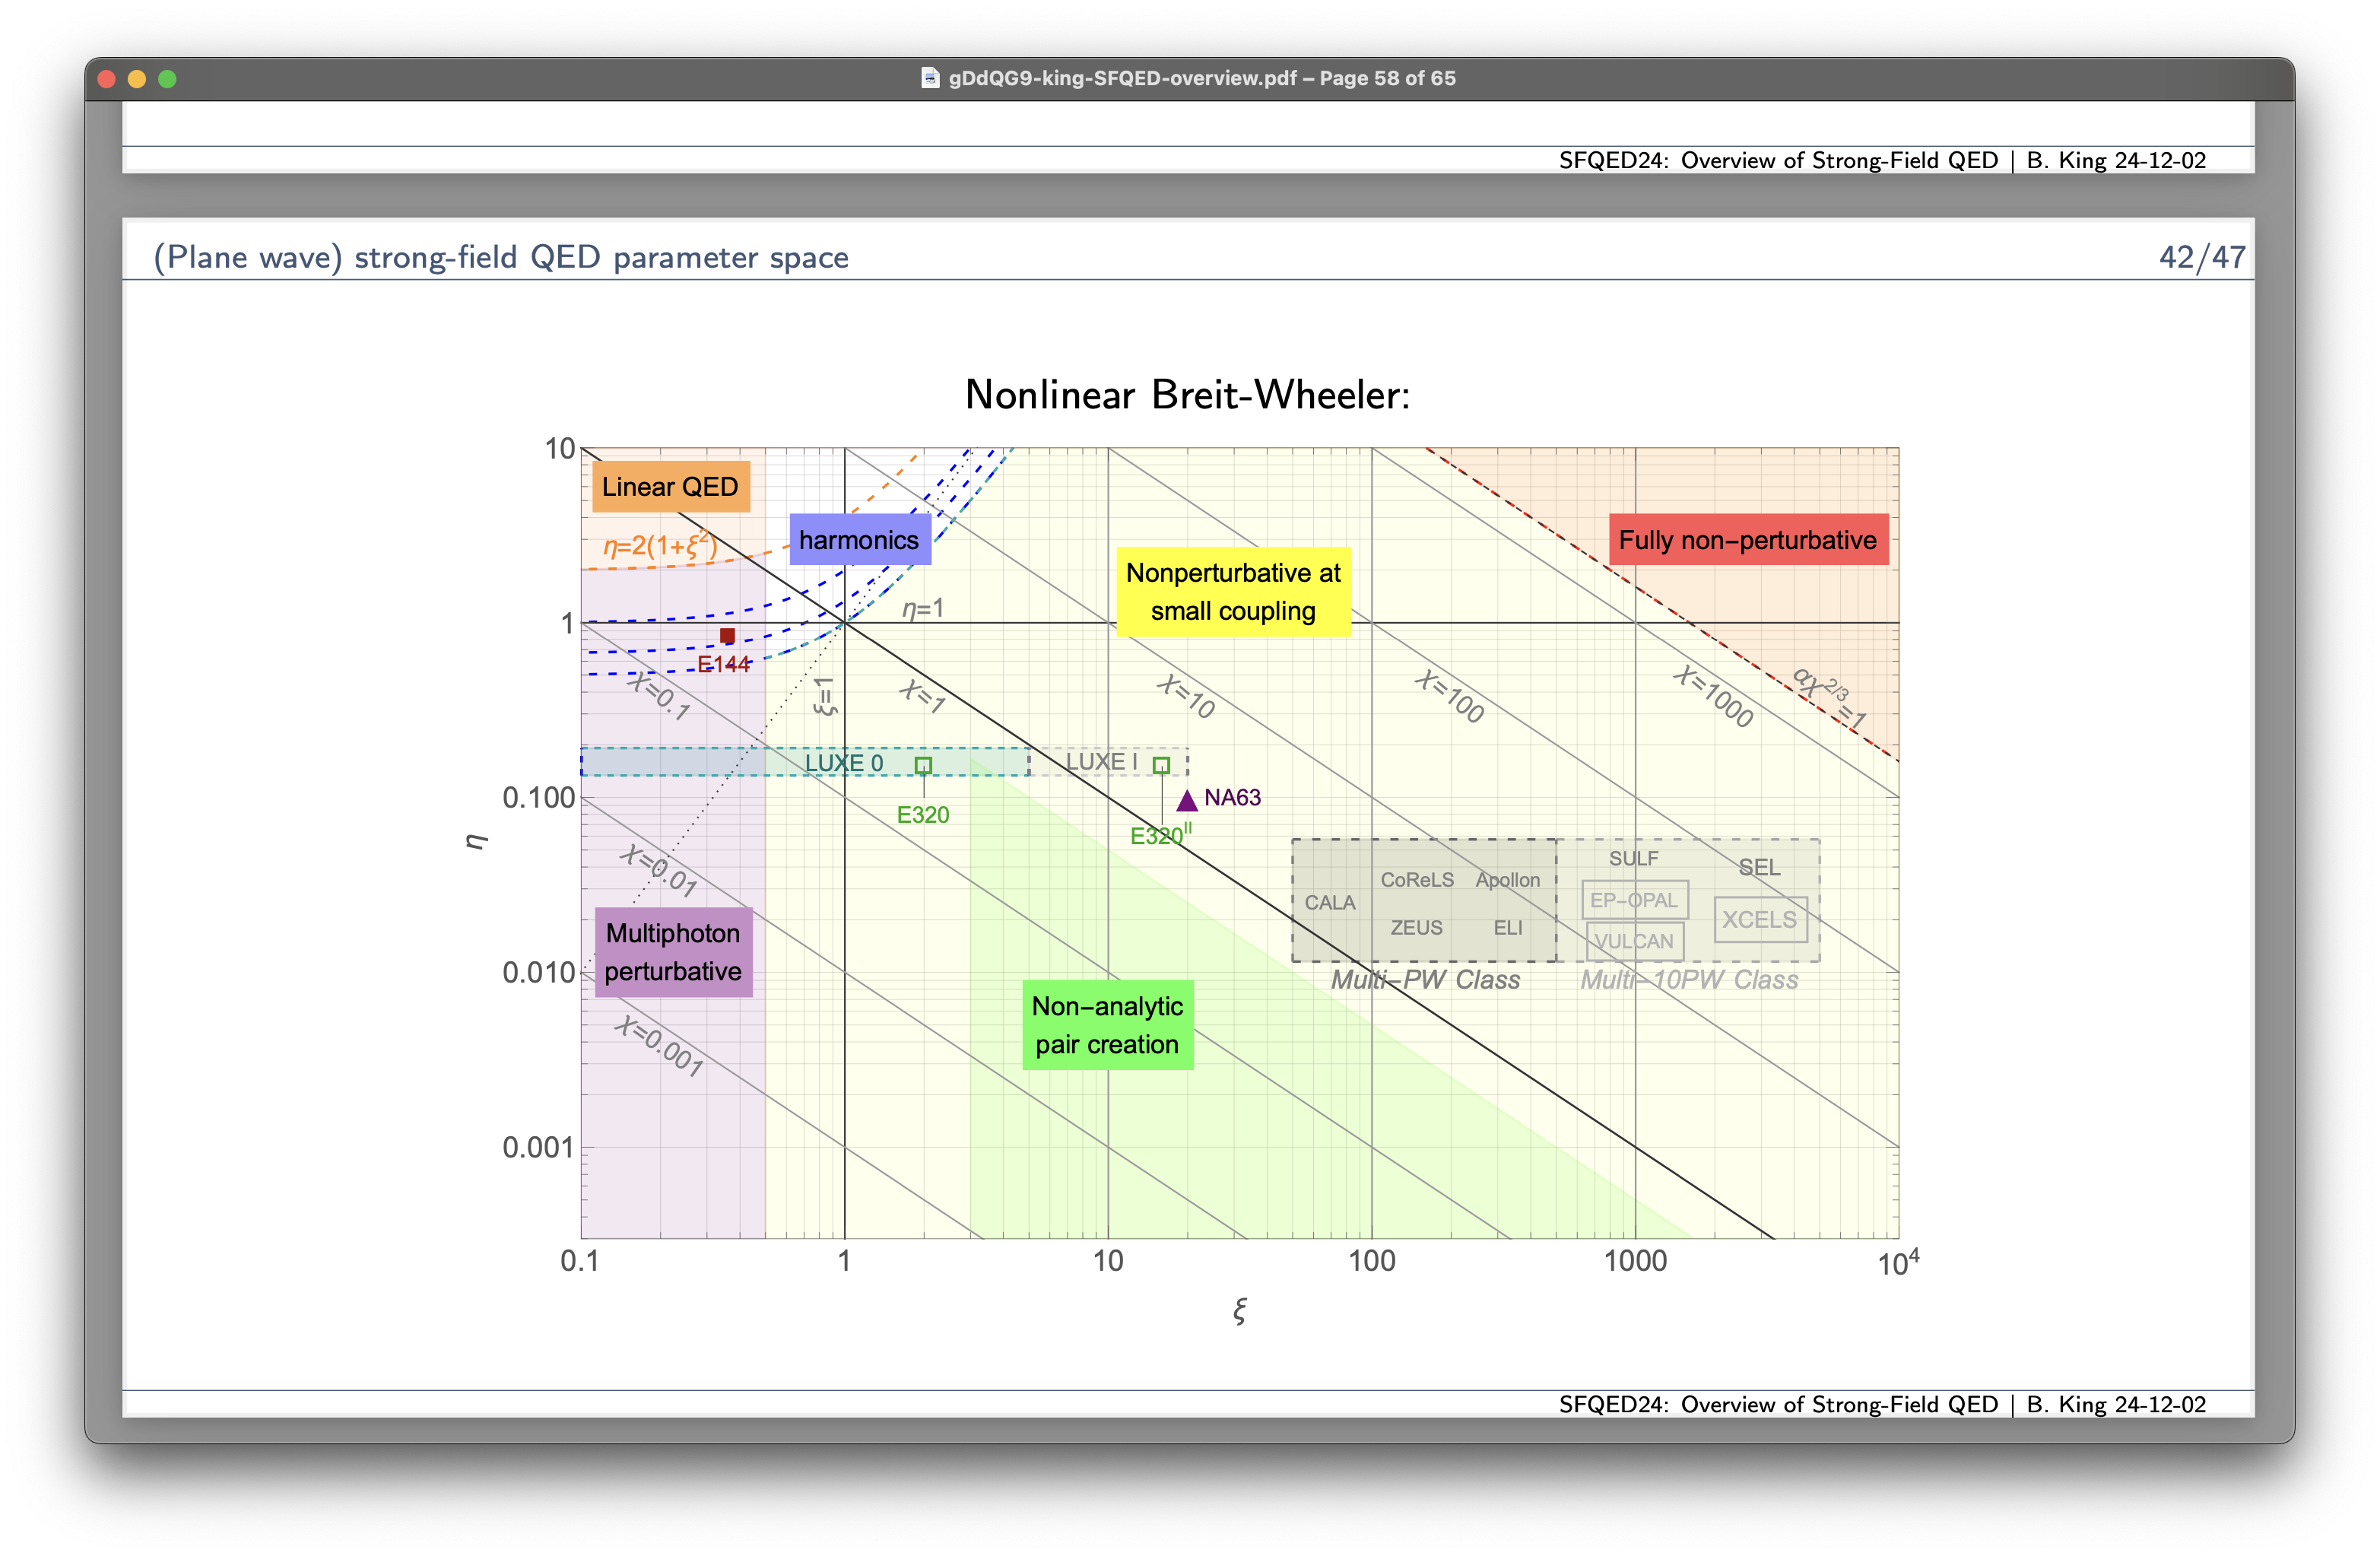 gDdQG9-king-SFQED-overview.pdf – Page 58 of 65
SFQED24: Overview of Strong-Field QED | B. King 24-12-02
(Plane wave) strong-field QED parameter space
42/47
Nonlinear Breit-Wheeler:
10
Linear QED
harmonics
Fully non–perturbative
η=2(1+ξ²)
Nonperturbative at
small coupling
η=1
1
E144
χ=0.1
ξ=1
χ=1
χ=10
χ=100
χ=1000
αχ^{2/3}=1
LUXE 0
LUXE I
0.100
E320
NA63
E320^{II}
η
χ=0.01
CALA
CoReLS
Apollon
ZEUS
ELI
SULF
SEL
EP–OPAL
XCELS
VULCAN
Multiphoton
perturbative
0.010
Multi–PW Class
Multi–10PW Class
Non–analytic
pair creation
χ=0.001
0.001
0.1
1
10
100
1000
10⁴
ξ
SFQED24: Overview of Strong-Field QED | B. King 24-12-02